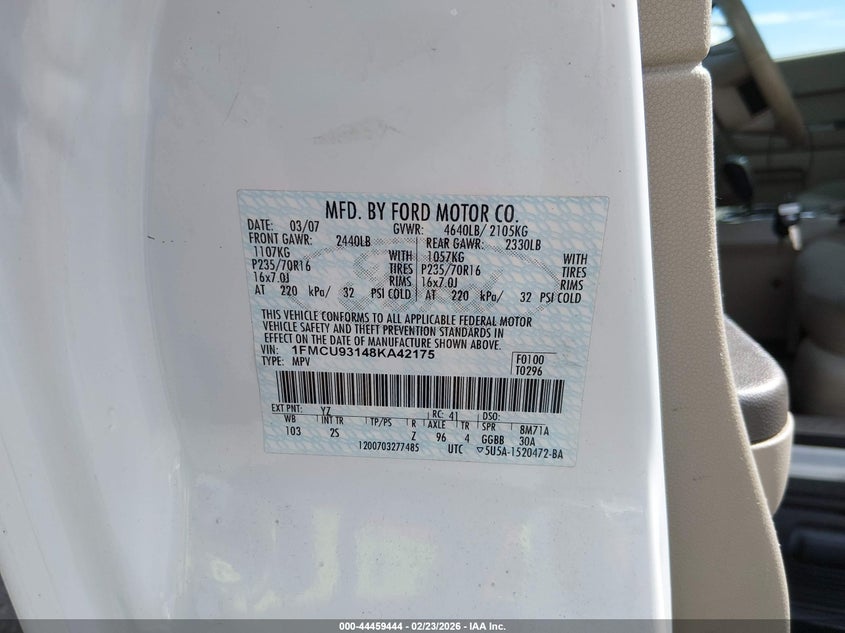 MFD. BY FORD MOTOR CO.
DATE: 03/07 GVWR: 4640LB/ 2105KG
FRONT GAWR: 2440LB REAR GAWR: 2330LB
1107KG WITH 1057KG WITH
P235/70R16 TIRES P235/70R16 TIRES
16x7.0J RIMS 16x7.0J RIMS
AT 220 kPa/ 32 PSI COLD AT 220 kPa/ 32 PSI COLD
THIS VEHICLE CONFORMS TO ALL APPLICABLE FEDERAL MOTOR
VEHICLE SAFETY AND THEFT PREVENTION STANDARDS IN
EFFECT ON THE DATE OF MANUFACTURE SHOWN ABOVE.
VIN: 1FMCU93148KA42175 F0100
TYPE: MPV T0296
EXT PNT: YZ RC: 41 DSO:
WB INT TR TP/PS R AXLE TR SPR 8M71A
103 2S Z 96 4 GGBB 30A
1200703277485 UTC ▽5U5A-1520472-BA
000-44459444 | 02/23/2026 | IAA Inc.